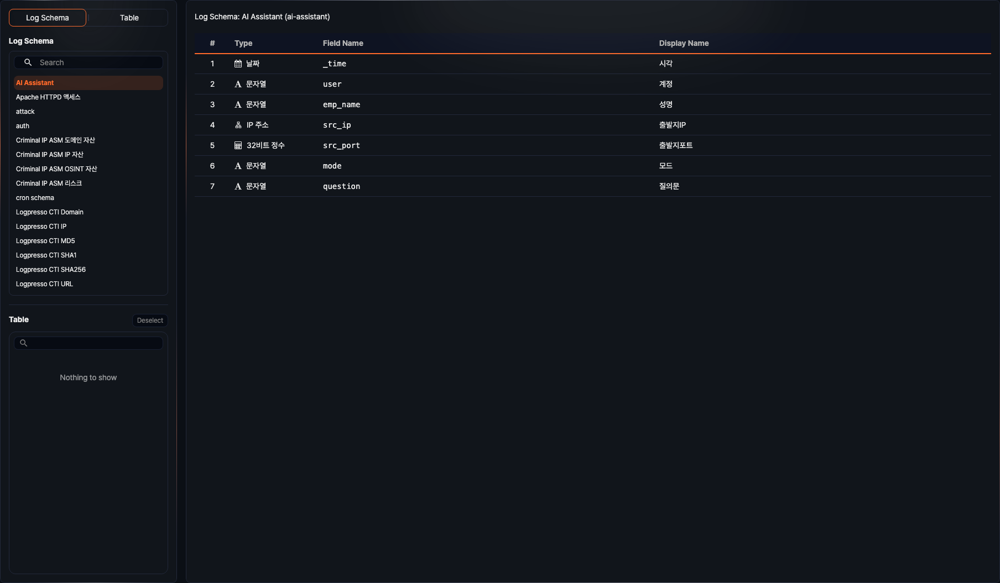 Log Schema
Table
Log Schema
Search
AI Assistant
Apache HTTPD 액세스
attack
auth
Criminal IP ASM 도메인 자산
Criminal IP ASM IP 자산
Criminal IP ASM OSINT 자산
Criminal IP ASM 리스크
cron schema
Logpresso CTI Domain
Logpresso CTI IP
Logpresso CTI MD5
Logpresso CTI SHA1
Logpresso CTI SHA256
Logpresso CTI URL
Table
Deselect
Nothing to show
Log Schema: AI Assistant (ai-assistant)
# Type Field Name Display Name
1 날짜 _time 시각
2 문자열 user 계정
3 문자열 emp_name 성명
4 IP 주소 src_ip 출발지IP
5 32비트 정수 src_port 출발지포트
6 문자열 mode 모드
7 문자열 question 질의문